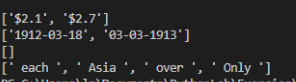 ['$2.1', '$2.7']
['1912-03-18', '03-03-1913']
[]
[' each ', ' Asia ', ' over ', ' Only ']